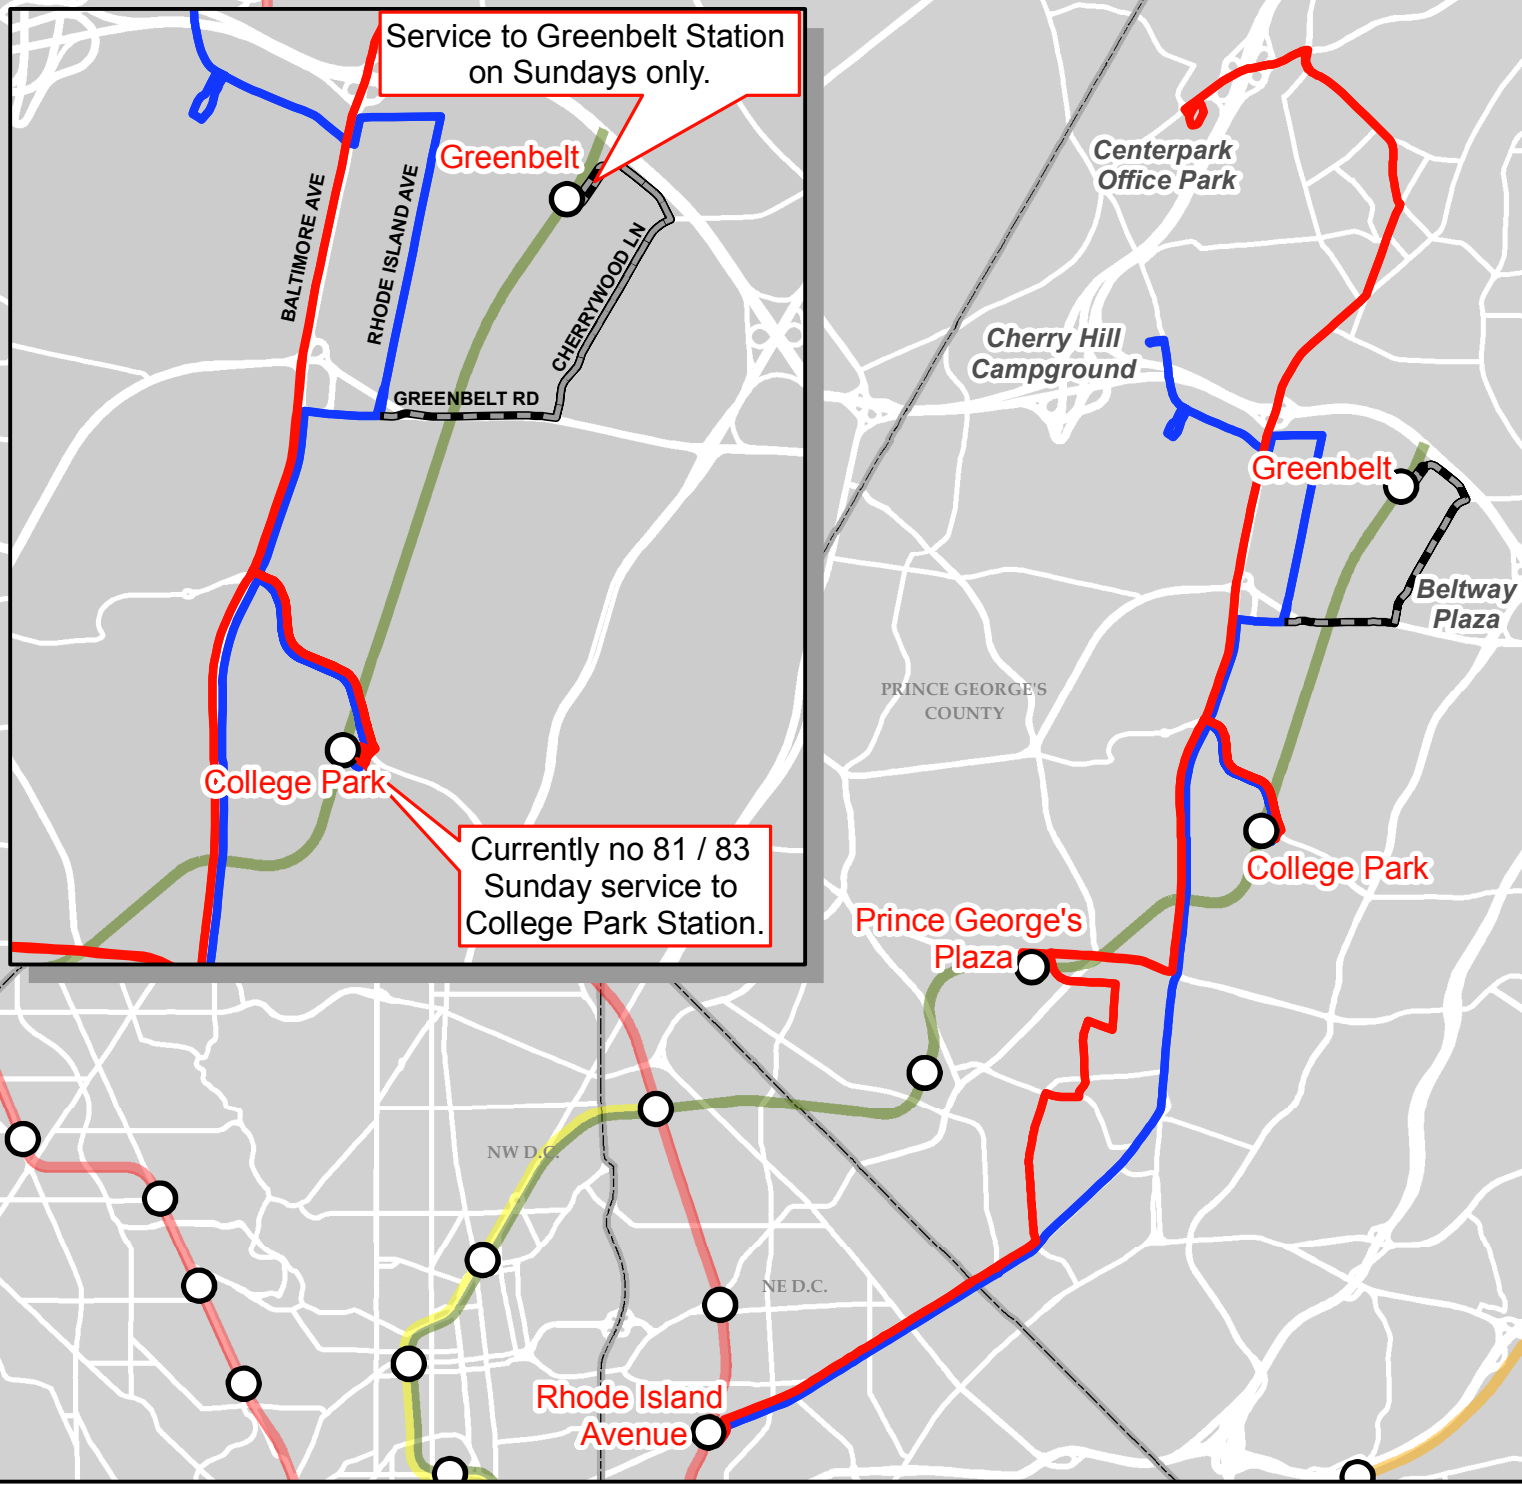 Service to Greenbelt Station
on Sundays only.
Greenbelt
BALTIMORE AVE
RHODE ISLAND AVE
CHERRYWOOD LN
GREENBELT RD
College Park
Currently no 81 / 83
Sunday service to
College Park Station.
Centerpark
Office Park
Cherry Hill
Campground
Greenbelt
Beltway
Plaza
PRINCE GEORGE'S
COUNTY
College Park
Prince George's
Plaza
NW D.C.
NE D.C.
Rhode Island
Avenue